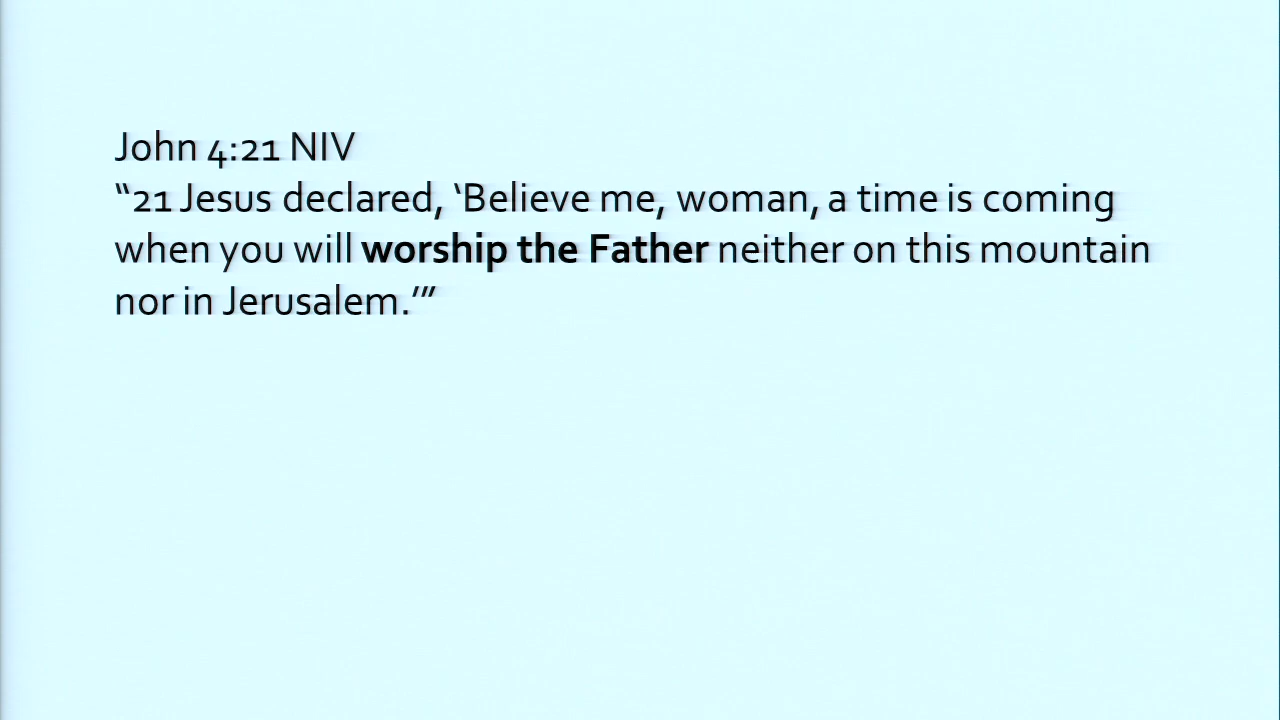 John 4:21 NIV
“21 Jesus declared, ‘Believe me, woman, a time is coming
when you will worship the Father neither on this mountain
nor in Jerusalem.’”